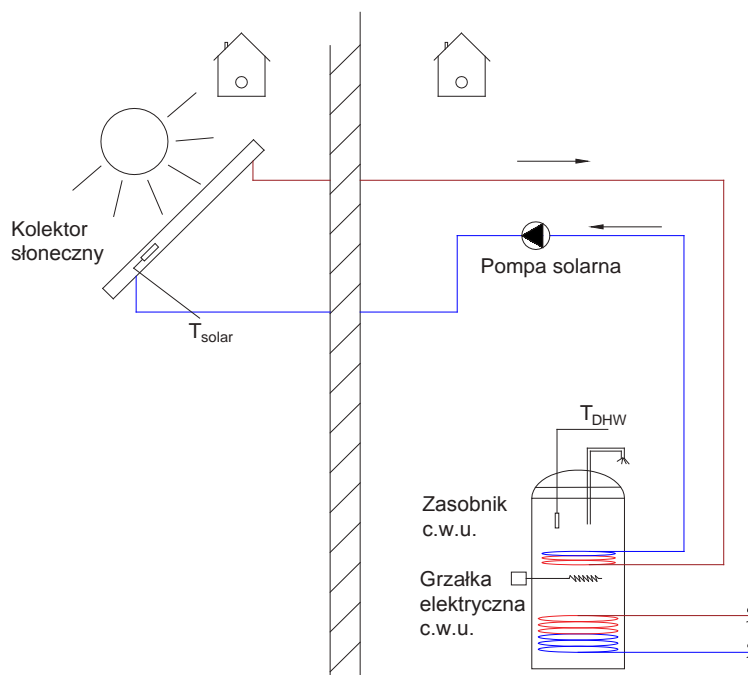 Kolektor
słoneczny
Pompa solarna
Tsolar
TDHW
Zasobnik
c.w.u.
Grzałka
elektryczna
c.w.u.